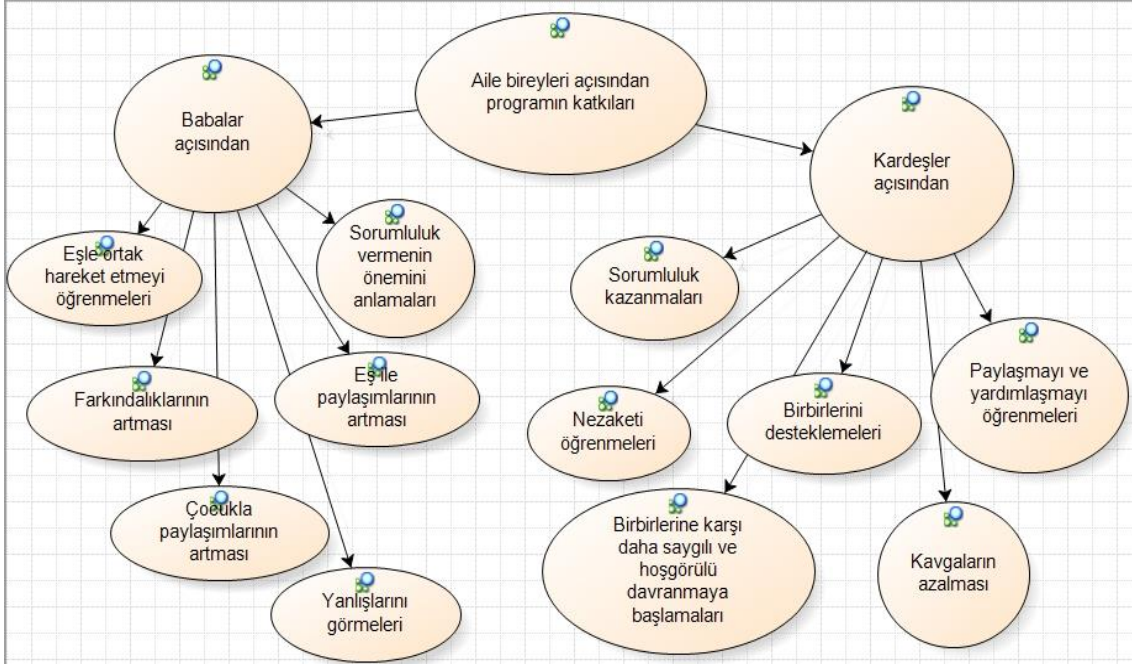 Aile bireyleri açısından
programın katkıları
Babalar
açısından
Kardeşler
açısından
Eşle ortak
hareket etmeyi
öğrenmeleri
Sorumluluk
vermenin
önemini
anlamaları
Farkındalıklarının
artması
Eş ile
paylaşımlarının
artması
Çocukla
paylaşımlarının
artması
Yanlışlarını
görmeleri
Sorumluluk
kazanmaları
Nezaketi
öğrenmeleri
Birbirlerini
desteklemeleri
Paylaşmayı ve
yardımlaşmayı
öğrenmeleri
Birbirlerine karşı
daha saygılı ve
hoşgörülü
davranmaya
başlamaları
Kavgaların
azalması